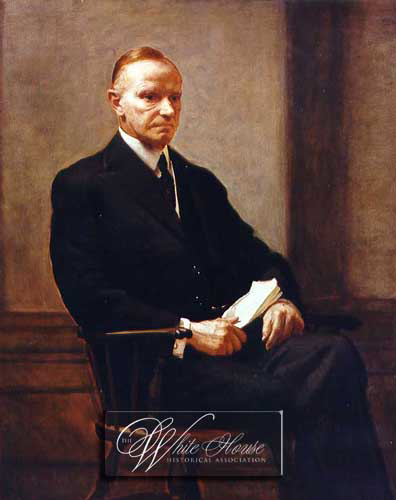 THE
White House
HISTORICAL ASSOCIATION